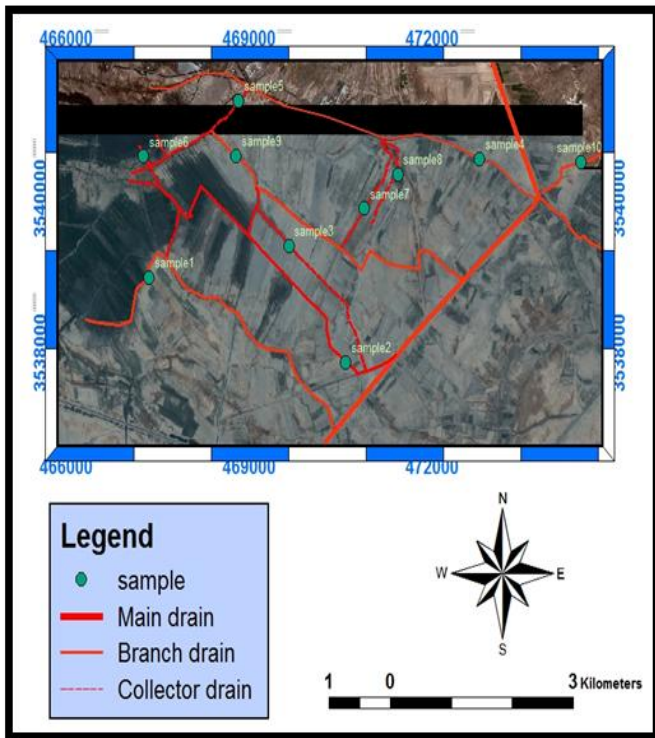 466000 469000 472000
sample5
sample6
sample9
sample8
sample4
sample10
3540000
3540000
sample7
sample3
sample1
sample2
3538000
3538000
466000 469000 472000
Legend
sample
Main drain
Branch drain
Collector drain
N
W E
S
1 0 3 Kilometers